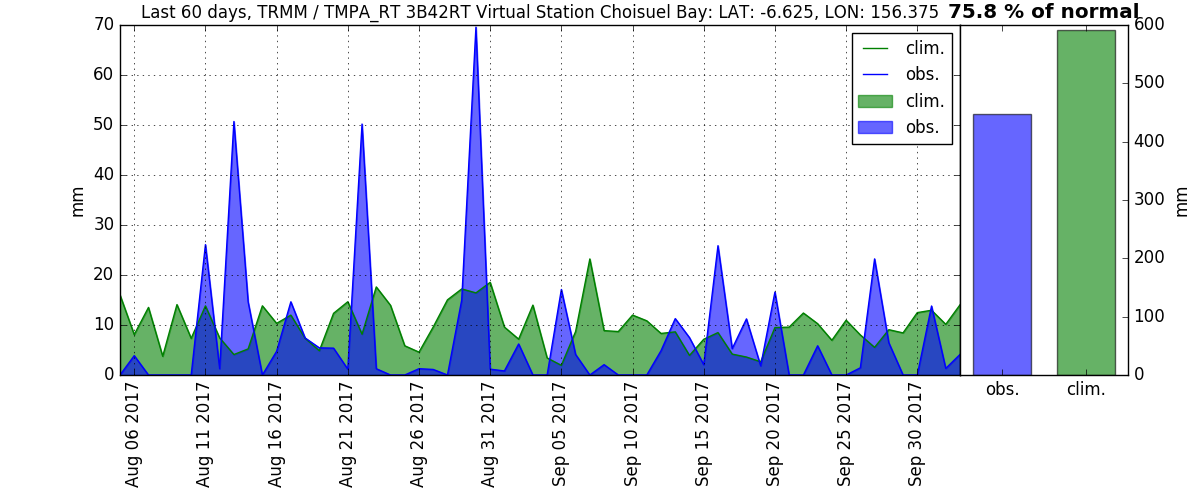 Last 60 days, TRMM / TMPA_RT 3B42RT Virtual Station Choisuel Bay: LAT: -6.625, LON: 156.375 75.8 % of normal
70
60
50
40
30
20
10
0
mm
clim.
obs.
clim.
obs.
Aug 06 2017
Aug 11 2017
Aug 16 2017
Aug 21 2017
Aug 26 2017
Aug 31 2017
Sep 05 2017
Sep 10 2017
Sep 15 2017
Sep 20 2017
Sep 25 2017
Sep 30 2017
600
500
400
300
200
100
0
mm
obs. clim.